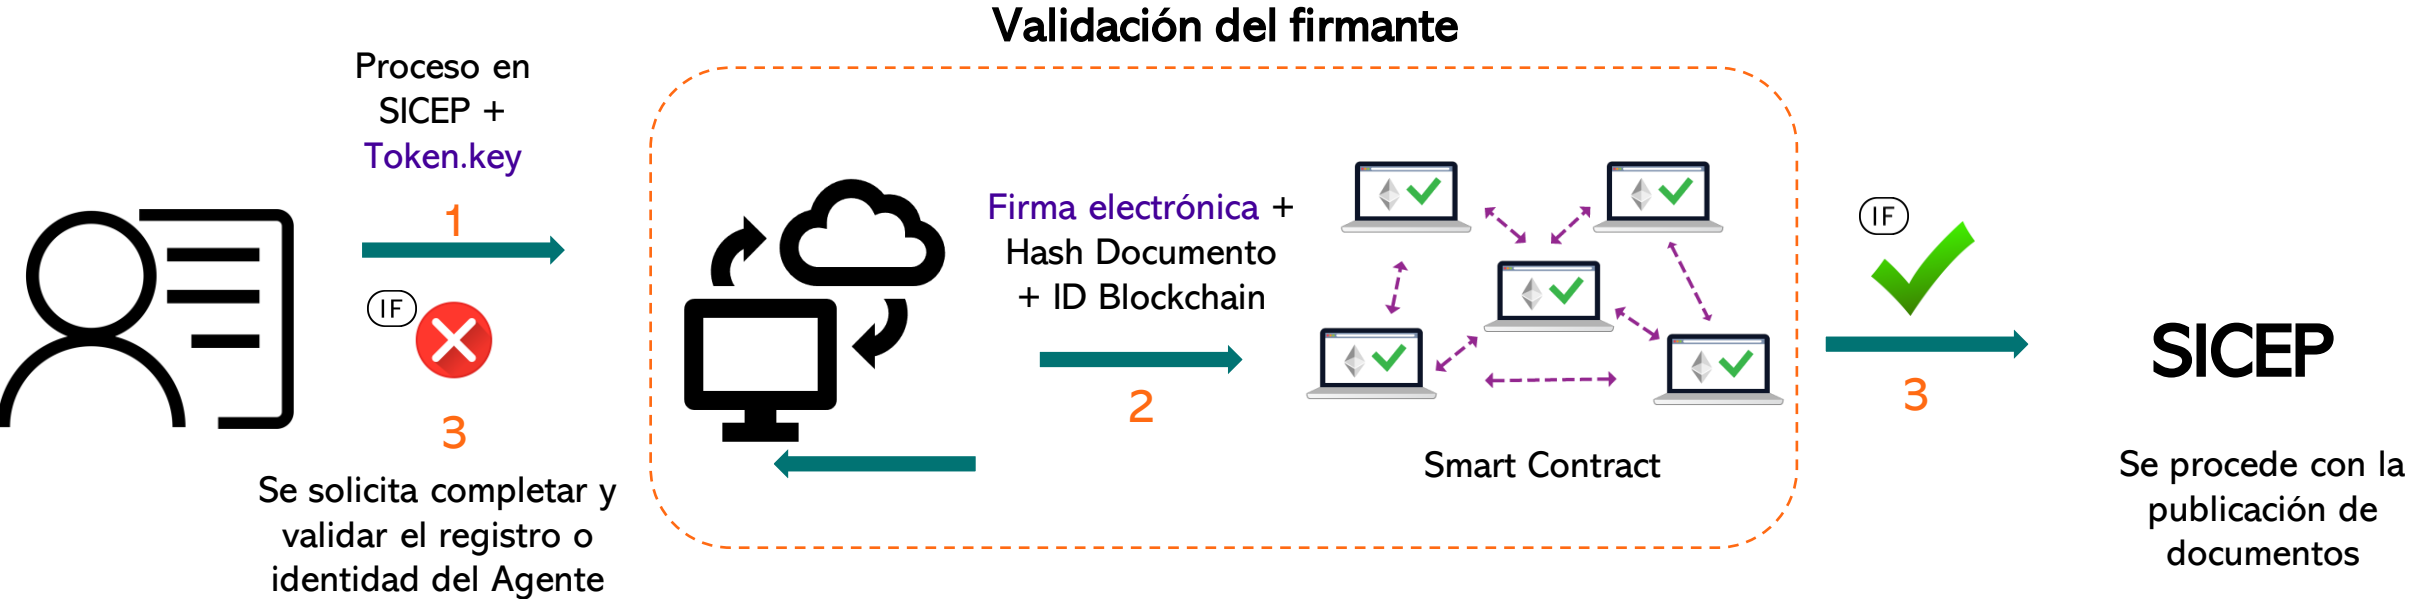 Validación del firmante
Proceso en
SICEP +
Token.key
1
IF
3
Se solicita completar y
validar el registro o
identidad del Agente
Firma electrónica +
Hash Documento
+ ID Blockchain
2
Smart Contract
IF
3
SICEP
Se procede con la
publicación de
documentos